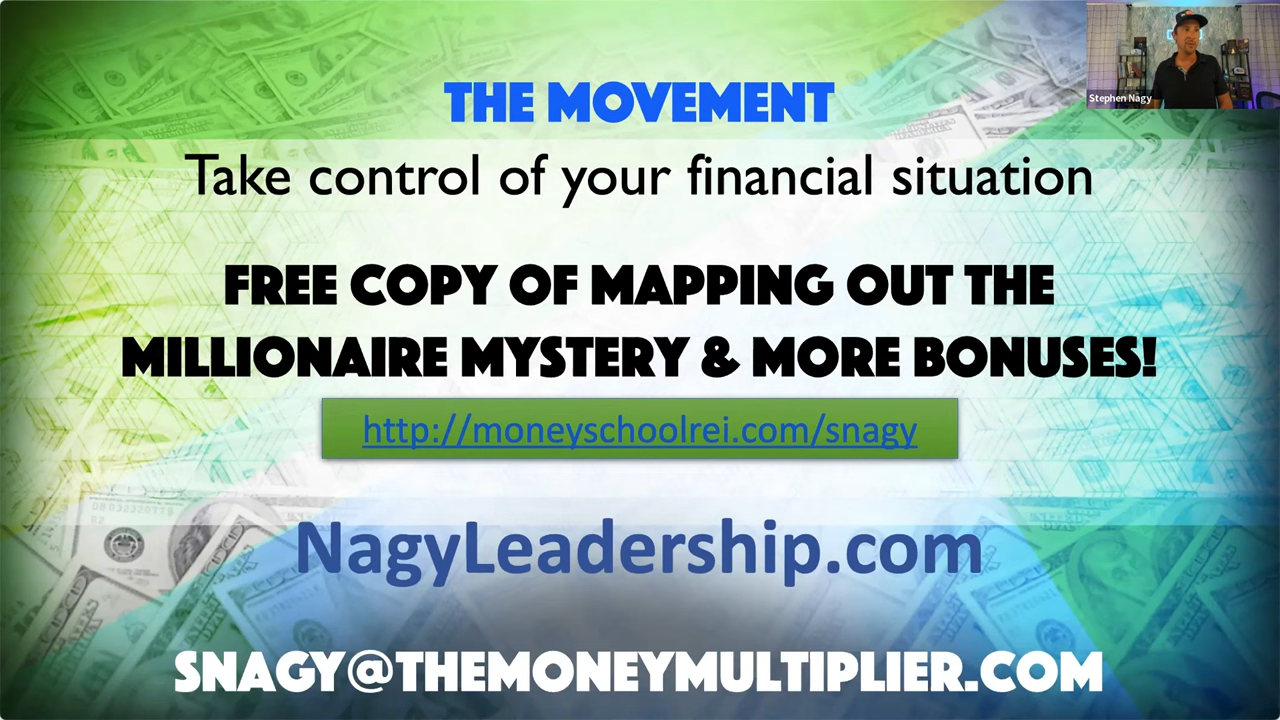 THE MOVEMENT
Take control of your financial situation
FREE COPY OF MAPPING OUT THE
MILLIONAIRE MYSTERY & MORE BONUSES!
http://moneyschoolrei.com/snagy
NagyLeadership.com
SNAGY@THEMONEYMULTIPLIER.COM
Stephen Nagy